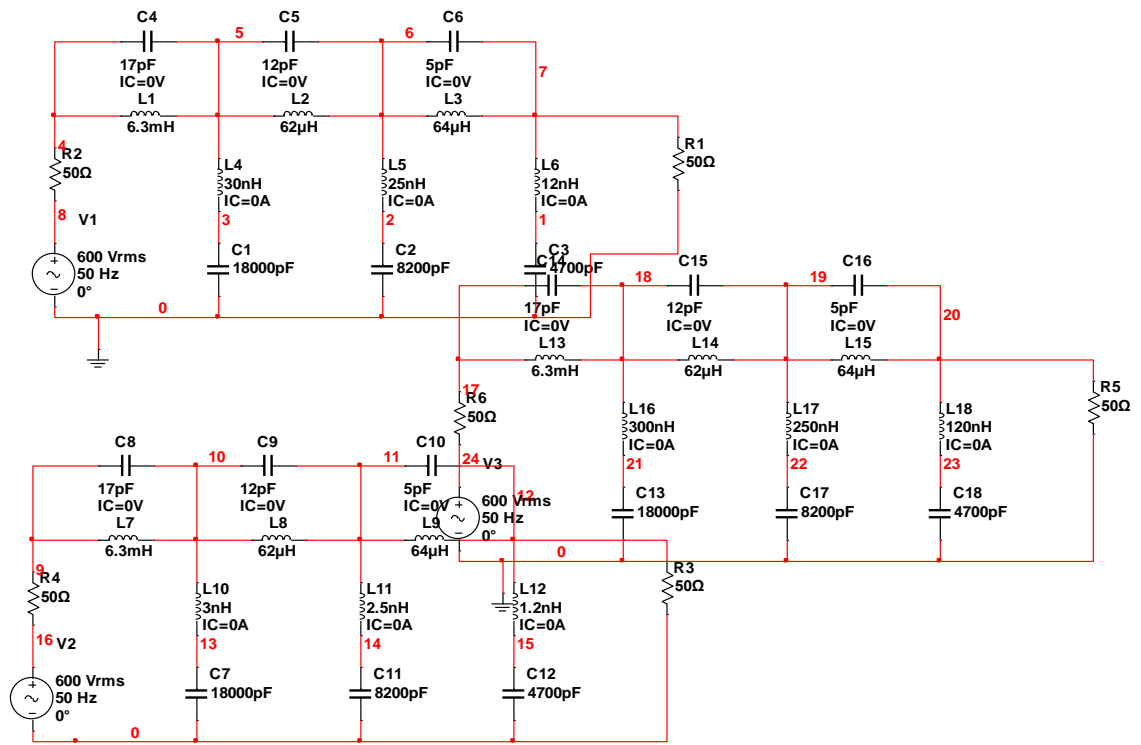 C4
C5
C6
5
6
7
17pF
IC=0V
12pF
IC=0V
5pF
IC=0V
L1
L2
L3
6.3mH
62µH
64µH
4
R2
50Ω
R1
50Ω
L4
30nH
IC=0A
L5
25nH
IC=0A
L6
12nH
IC=0A
8
V1
3
2
1
600 Vrms
50 Hz
0°
C1
18000pF
C2
8200pF
C3
4700pF
0
C14
C15
C16
18
19
20
17pF
IC=0V
12pF
IC=0V
5pF
IC=0V
L13
L14
L15
6.3mH
62µH
64µH
17
R6
50Ω
R5
50Ω
L16
300nH
IC=0A
L17
250nH
IC=0A
L18
120nH
IC=0A
24
V3
21
22
23
600 Vrms
50 Hz
0°
C13
18000pF
C17
8200pF
C18
4700pF
0
C8
C9
C10
10
11
12
17pF
IC=0V
12pF
IC=0V
5pF
IC=0V
L7
L8
L9
6.3mH
62µH
64µH
9
R4
50Ω
R3
50Ω
L10
3nH
IC=0A
L11
2.5nH
IC=0A
L12
1.2nH
IC=0A
16
V2
13
14
15
600 Vrms
50 Hz
0°
C7
18000pF
C11
8200pF
C12
4700pF
0